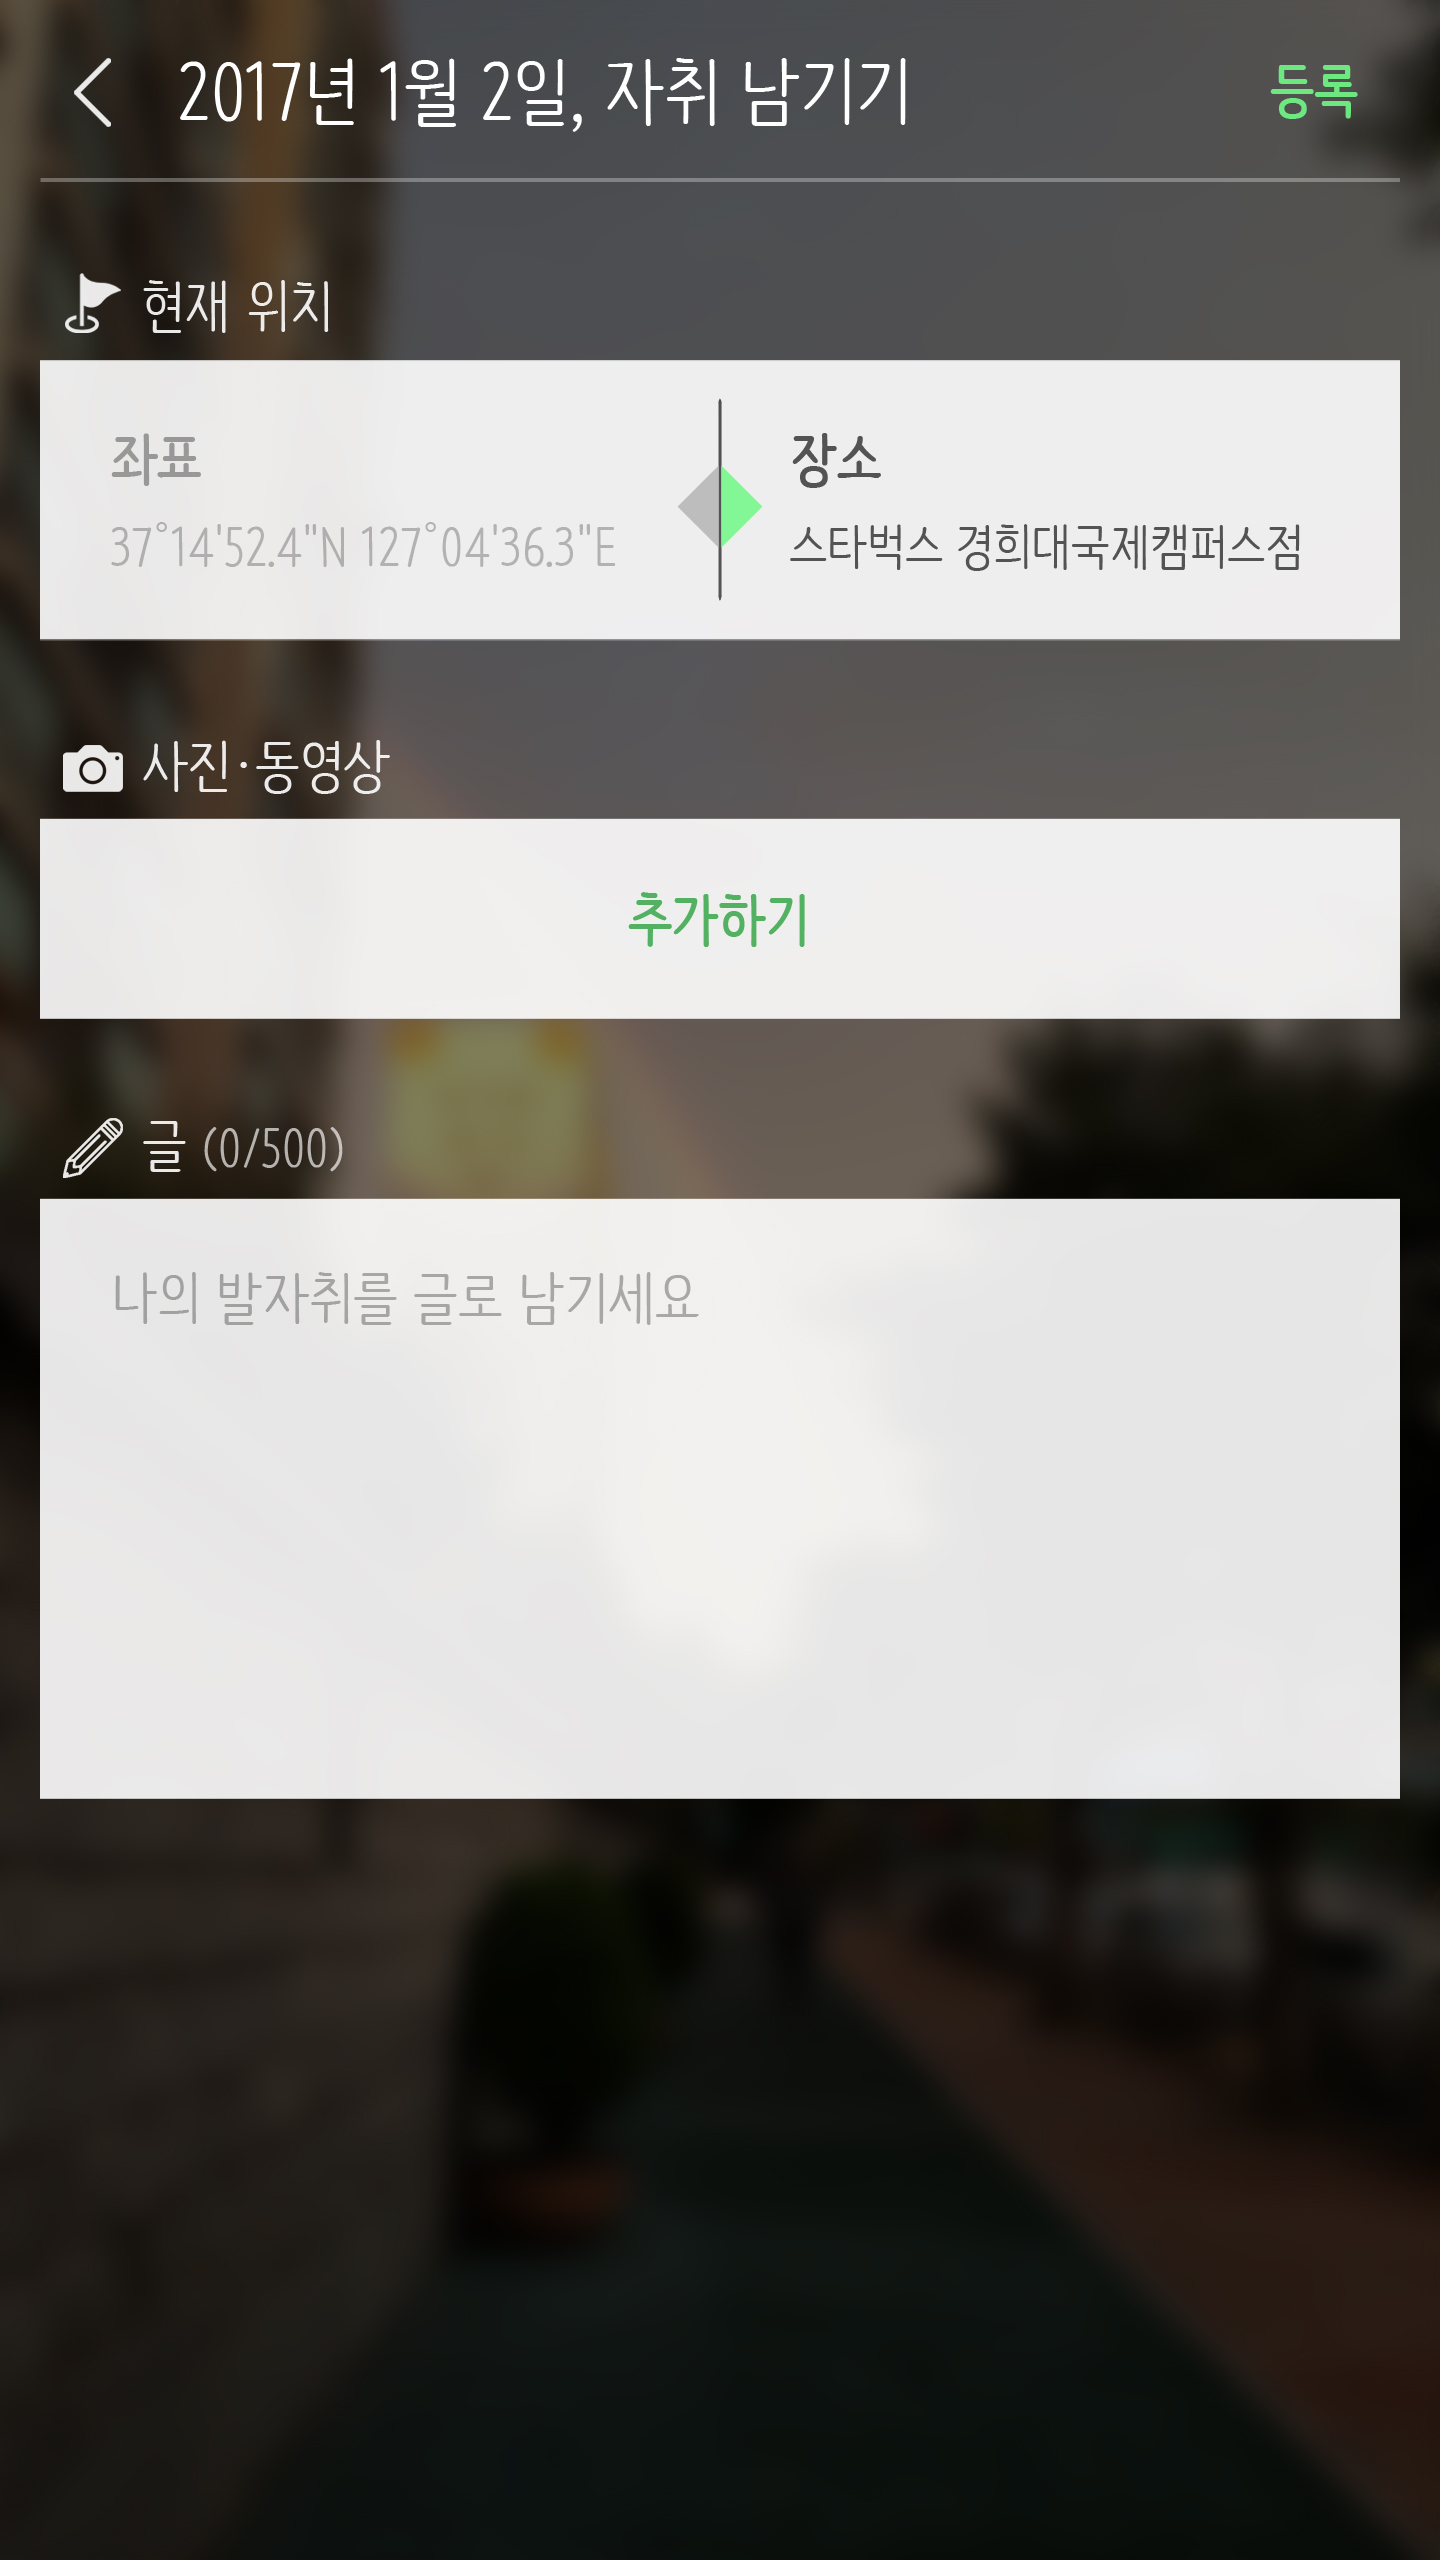 2017년 1월 2일, 자취 남기기
등록
현재 위치
좌표
37°14'52.4"N 127°04'36.3"E
장소
스타벅스 경희대국제캠퍼스점
사진·동영상
추가하기
글 (0/500)
나의 발자취를 글로 남기세요